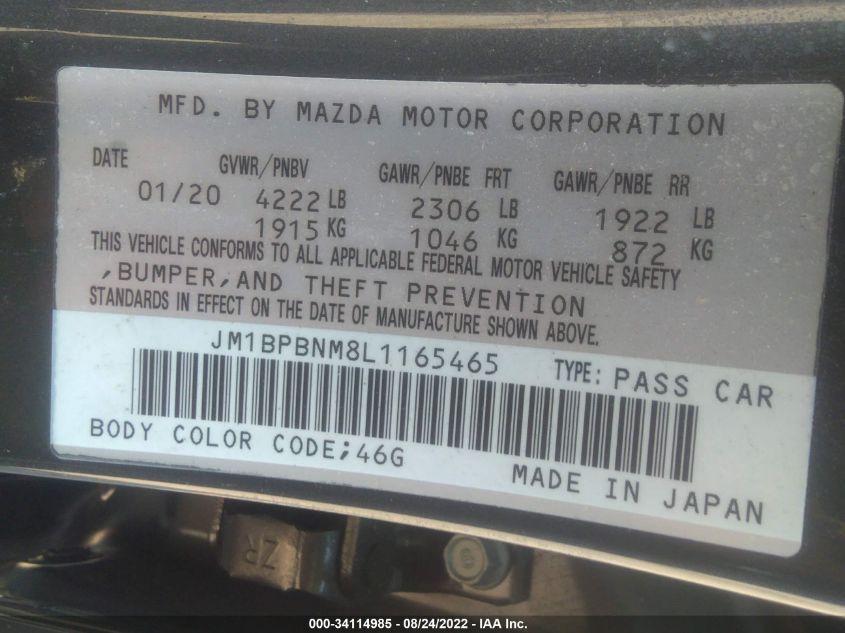 MFD. BY MAZDA MOTOR CORPORATION
DATE GVWR/PNBV GAWR/PNBE FRT GAWR/PNBE RR
01/20 4222 LB 2306 LB 1922 LB
1915 KG 1046 KG 872 KG
THIS VEHICLE CONFORMS TO ALL APPLICABLE FEDERAL MOTOR VEHICLE SAFETY
,BUMPER,AND THEFT PREVENTION
STANDARDS IN EFFECT ON THE DATE OF MANUFACTURE SHOWN ABOVE.
JM1BPBNM8L1165465 TYPE: PASS CAR
BODY COLOR CODE;46G
MADE IN JAPAN
ZR
8
000-34114985 - 08/24/2022 - IAA Inc.